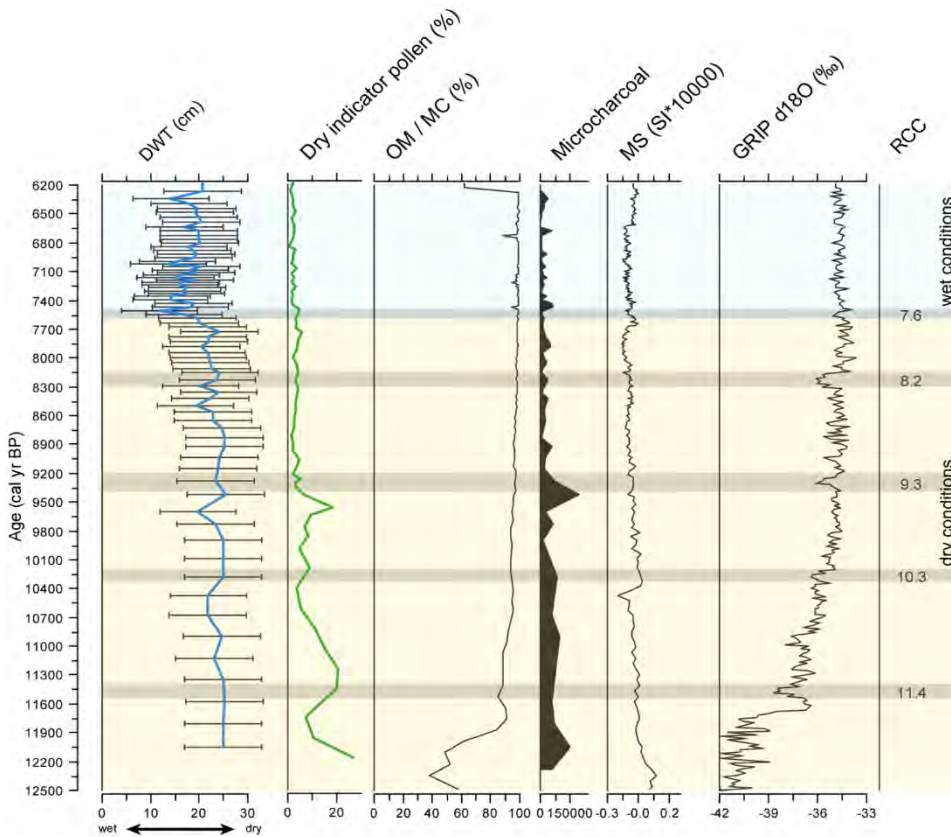 DWT (cm)
Dry indicator pollen (%)
OM / MC (%)
Microcharcoal
MS (SI*10000)
GRIP d18O (‰)
RCC
Age (cal yr BP)
6200
6500
6800
7100
7400
7700
8000
8300
8600
8900
9200
9500
9800
10100
10400
10700
11000
11300
11600
11900
12200
12500
wet conditions
7.6
8.2
9.3
10.3
11.4
dry conditions
0 10 20 30
0 20
0 20 40 60 80 100
0 150000
-0.3 -0.0 0.2
-42 -39 -36 -33
wet dry